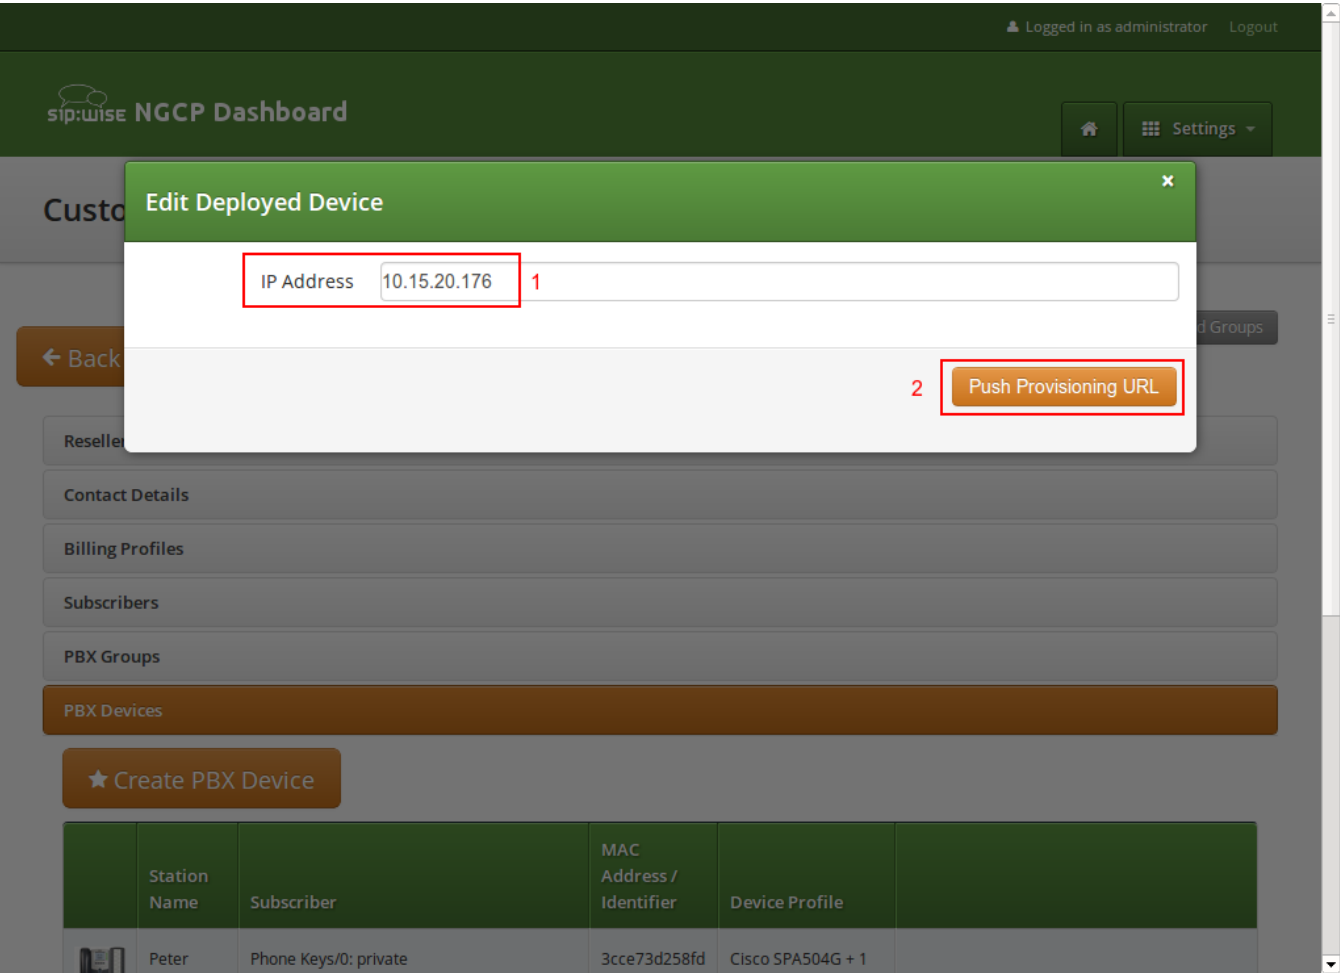 Logged in as administrator Logout
sip:wise NGCP Dashboard
Settings
Custo
Edit Deployed Device
×
IP Address 10.15.20.176 1
d Groups
Back
2 Push Provisioning URL
Reseller
Contact Details
Billing Profiles
Subscribers
PBX Groups
PBX Devices
Create PBX Device
Station Name
Subscriber
MAC Address / Identifier
Device Profile
Peter Phone Keys/0: private 3cce73d258fd Cisco SPA504G + 1